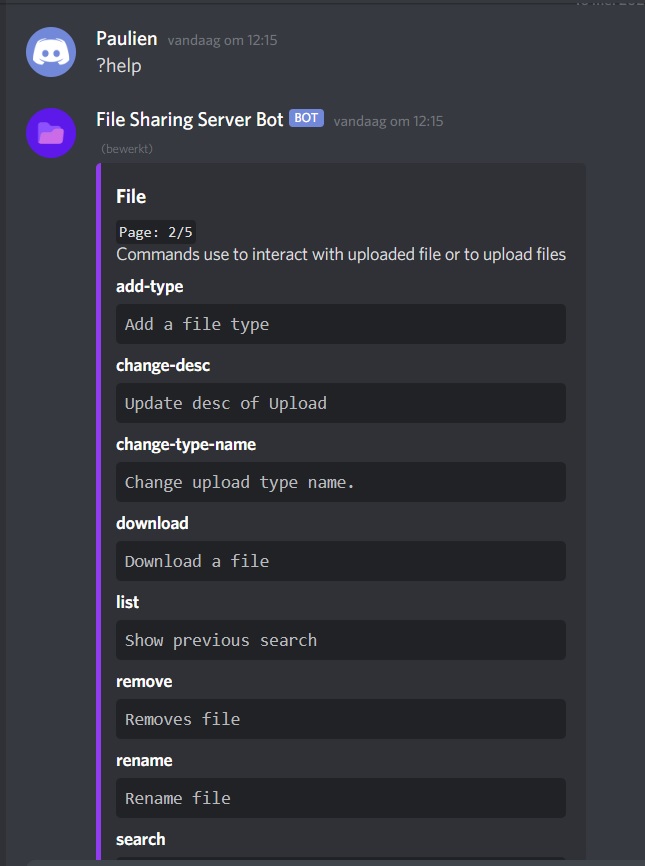 Paulien vandaag om 12:15
?help
File Sharing Server Bot BOT vandaag om 12:15
(bewerkt)
File
Page: 2/5
Commands use to interact with uploaded file or to upload files
add-type
Add a file type
change-desc
Update desc of Upload
change-type-name
Change upload type name.
download
Download a file
list
Show previous search
remove
Removes file
rename
Rename file
search